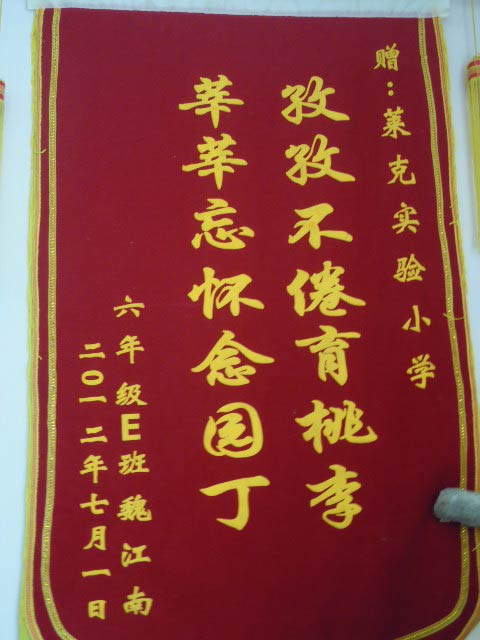 赠:莱克实验小学
孜孜不倦育桃李
莘莘忘怀念园丁
六年级E班魏江南
二0一二年七月一日